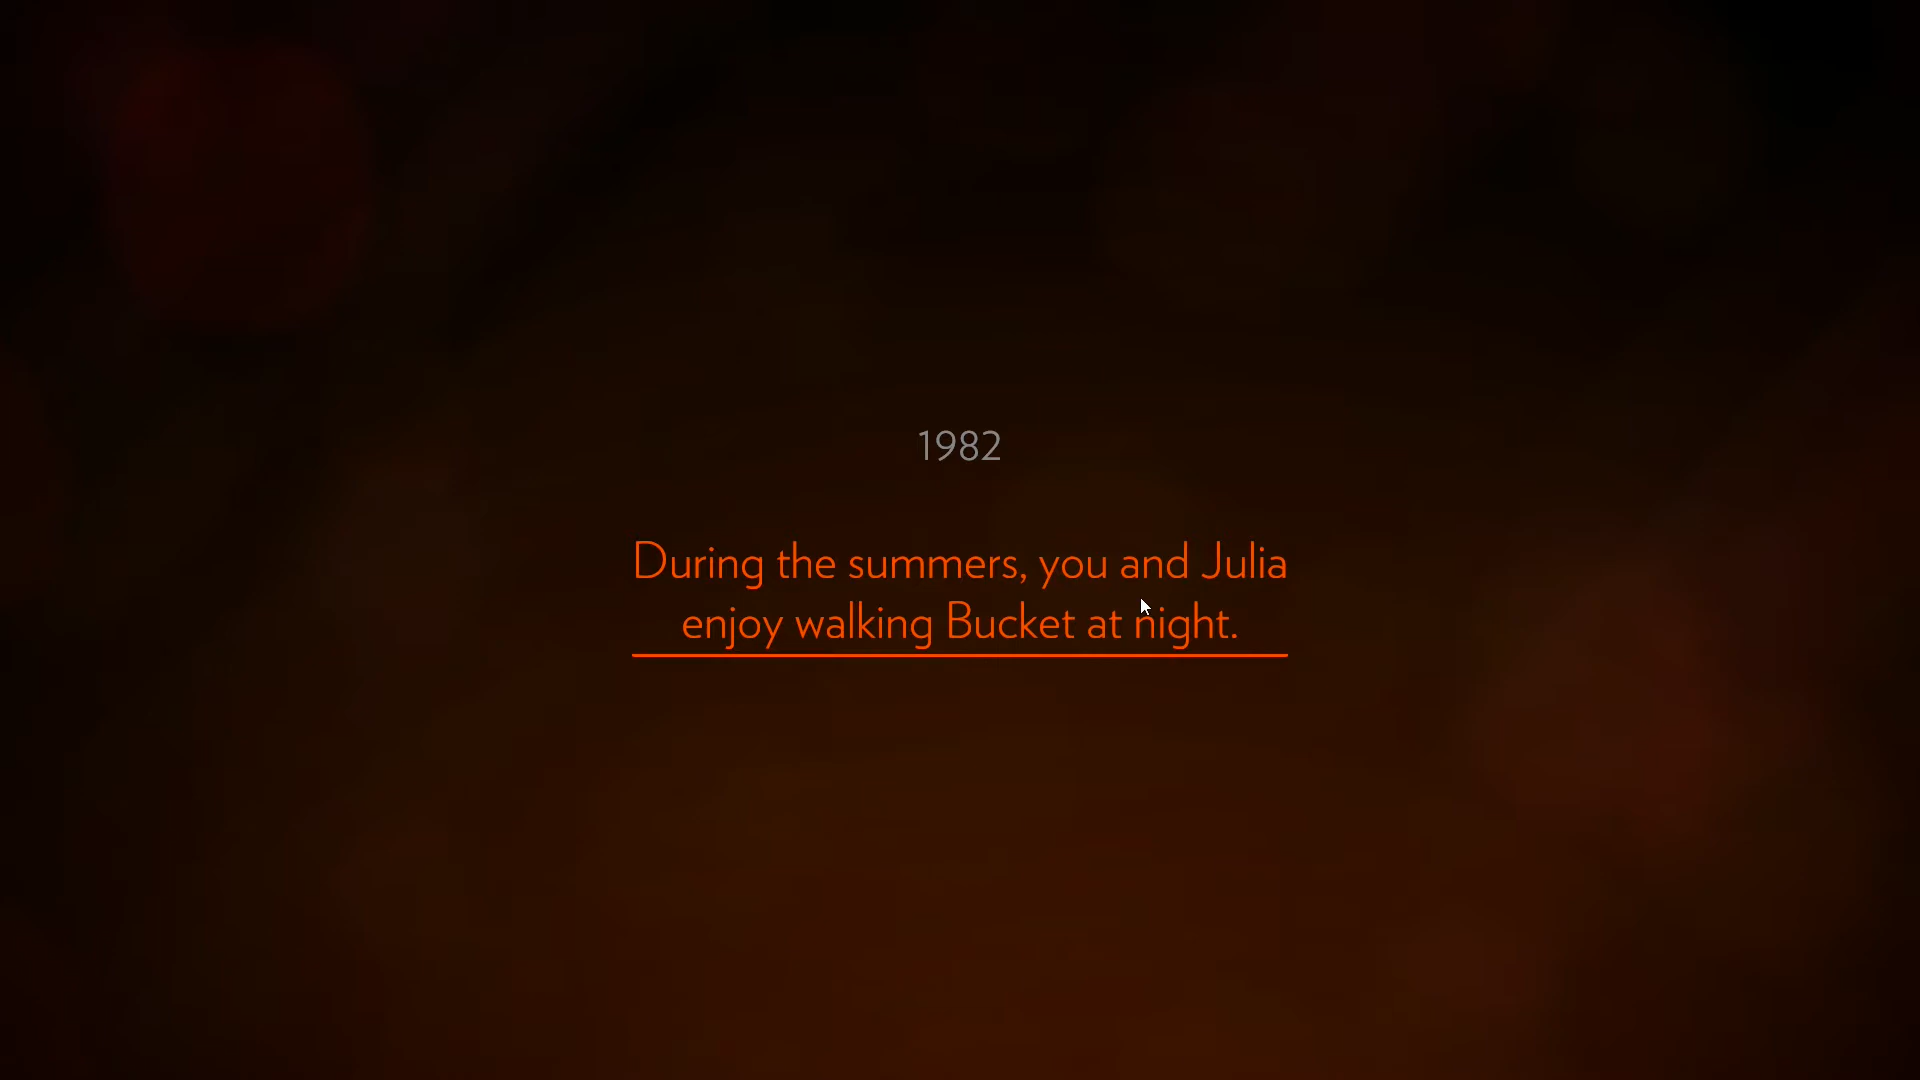 1982
During the summers, you and Julia
enjoy walking Bucket at night.